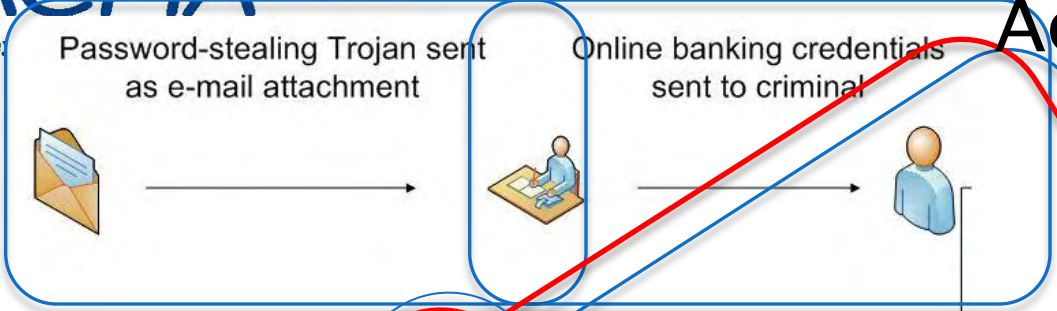 Password-stealing Trojan sent
as e-mail attachment
Online banking credentials
sent to criminal